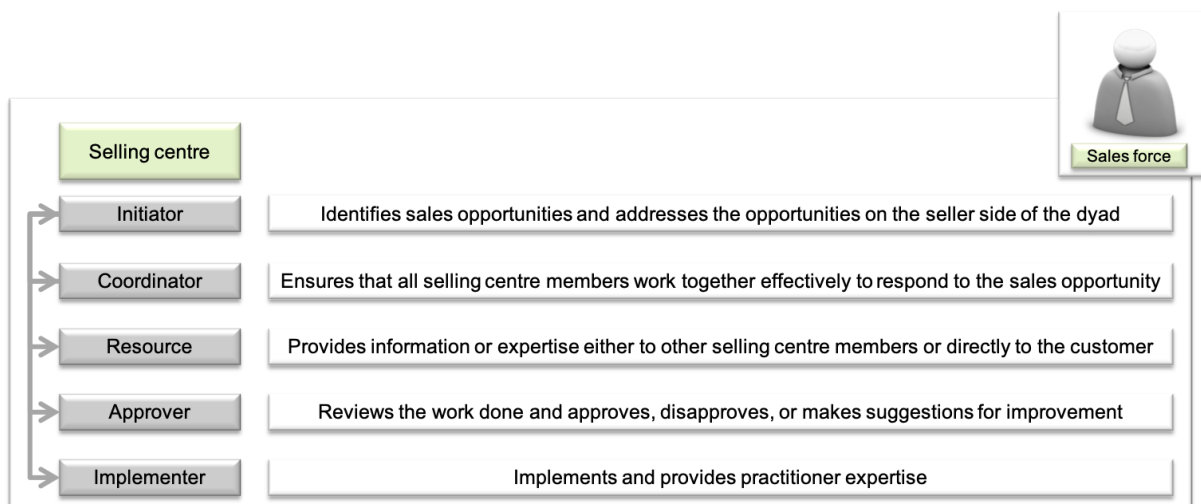 Sales force
Selling centre
Initiator
Identifies sales opportunities and addresses the opportunities on the seller side of the dyad
Coordinator
Ensures that all selling centre members work together effectively to respond to the sales opportunity
Resource
Provides information or expertise either to other selling centre members or directly to the customer
Approver
Reviews the work done and approves, disapproves, or makes suggestions for improvement
Implementer
Implements and provides practitioner expertise